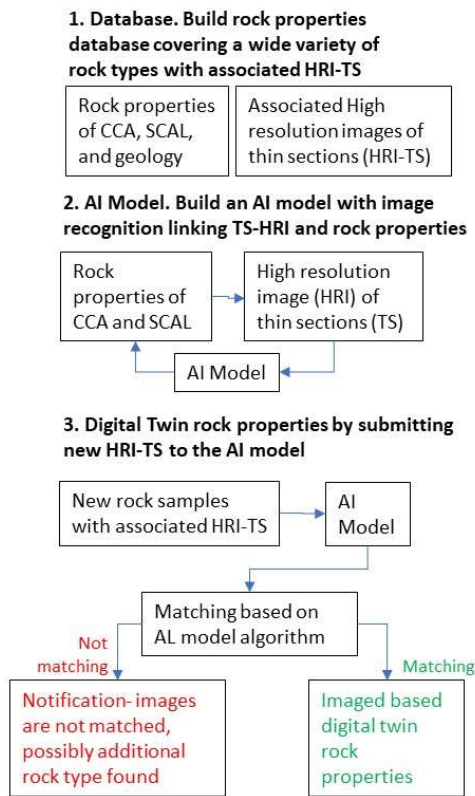 1. Database. Build rock properties
database covering a wide variety of
rock types with associated HRI-TS
Rock properties
of CCA, SCAL,
and geology
Associated High
resolution images of
thin sections (HRI-TS)
2. AI Model. Build an AI model with image
recognition linking TS-HRI and rock properties
Rock
properties of
CCA and SCAL
High resolution
image (HRI) of
thin sections (TS)
AI Model
3. Digital Twin rock properties by submitting
new HRI-TS to the AI model
New rock samples
with associated HRI-TS
AI
Model
Matching based on
AL model algorithm
Not
matching
Matching
Notification- images
are not matched,
possibly additional
rock type found
Imaged based
digital twin
rock
properties